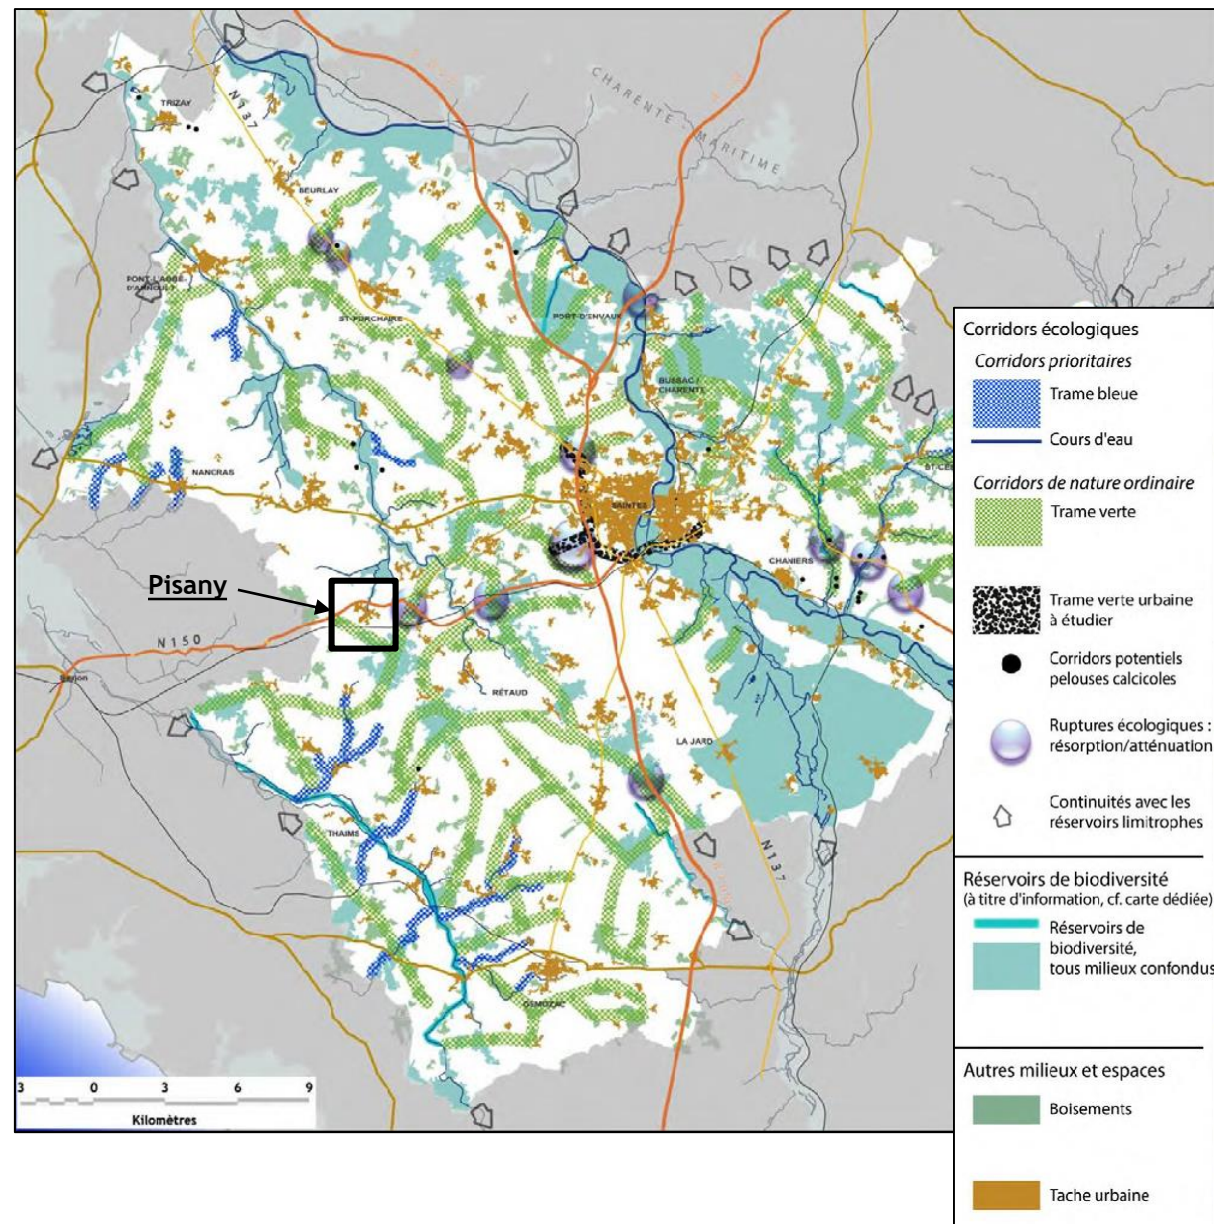 CHARENTE - MARITIME
TRIZAY
N137
BEURLAY
PONT-L'ABBÉ-
D'ARNOULT
ST-PORCHAIRE
PORT-D'ENVAUX
BUSSAC /
CHARENTE
NANCRAS
SAINTES
CHANIERS
Pisany
N150
Saujon
RÉTAUD
LA JARD
THAIMS
N137
GÉMOZAC
3 0 3 6 9
Kilomètres
Corridors écologiques
Corridors prioritaires
Trame bleue
Cours d'eau
Corridors de nature ordinaire
Trame verte
Trame verte urbaine
à étudier
Corridors potentiels
pelouses calcicoles
Ruptures écologiques :
résorption/atténuation
Continuités avec les
réservoirs limitrophes
Réservoirs de biodiversité
(à titre d'information, cf. carte dédiée)
Réservoirs de
biodiversité,
tous milieux confondus
Autres milieux et espaces
Boisements
Tache urbaine